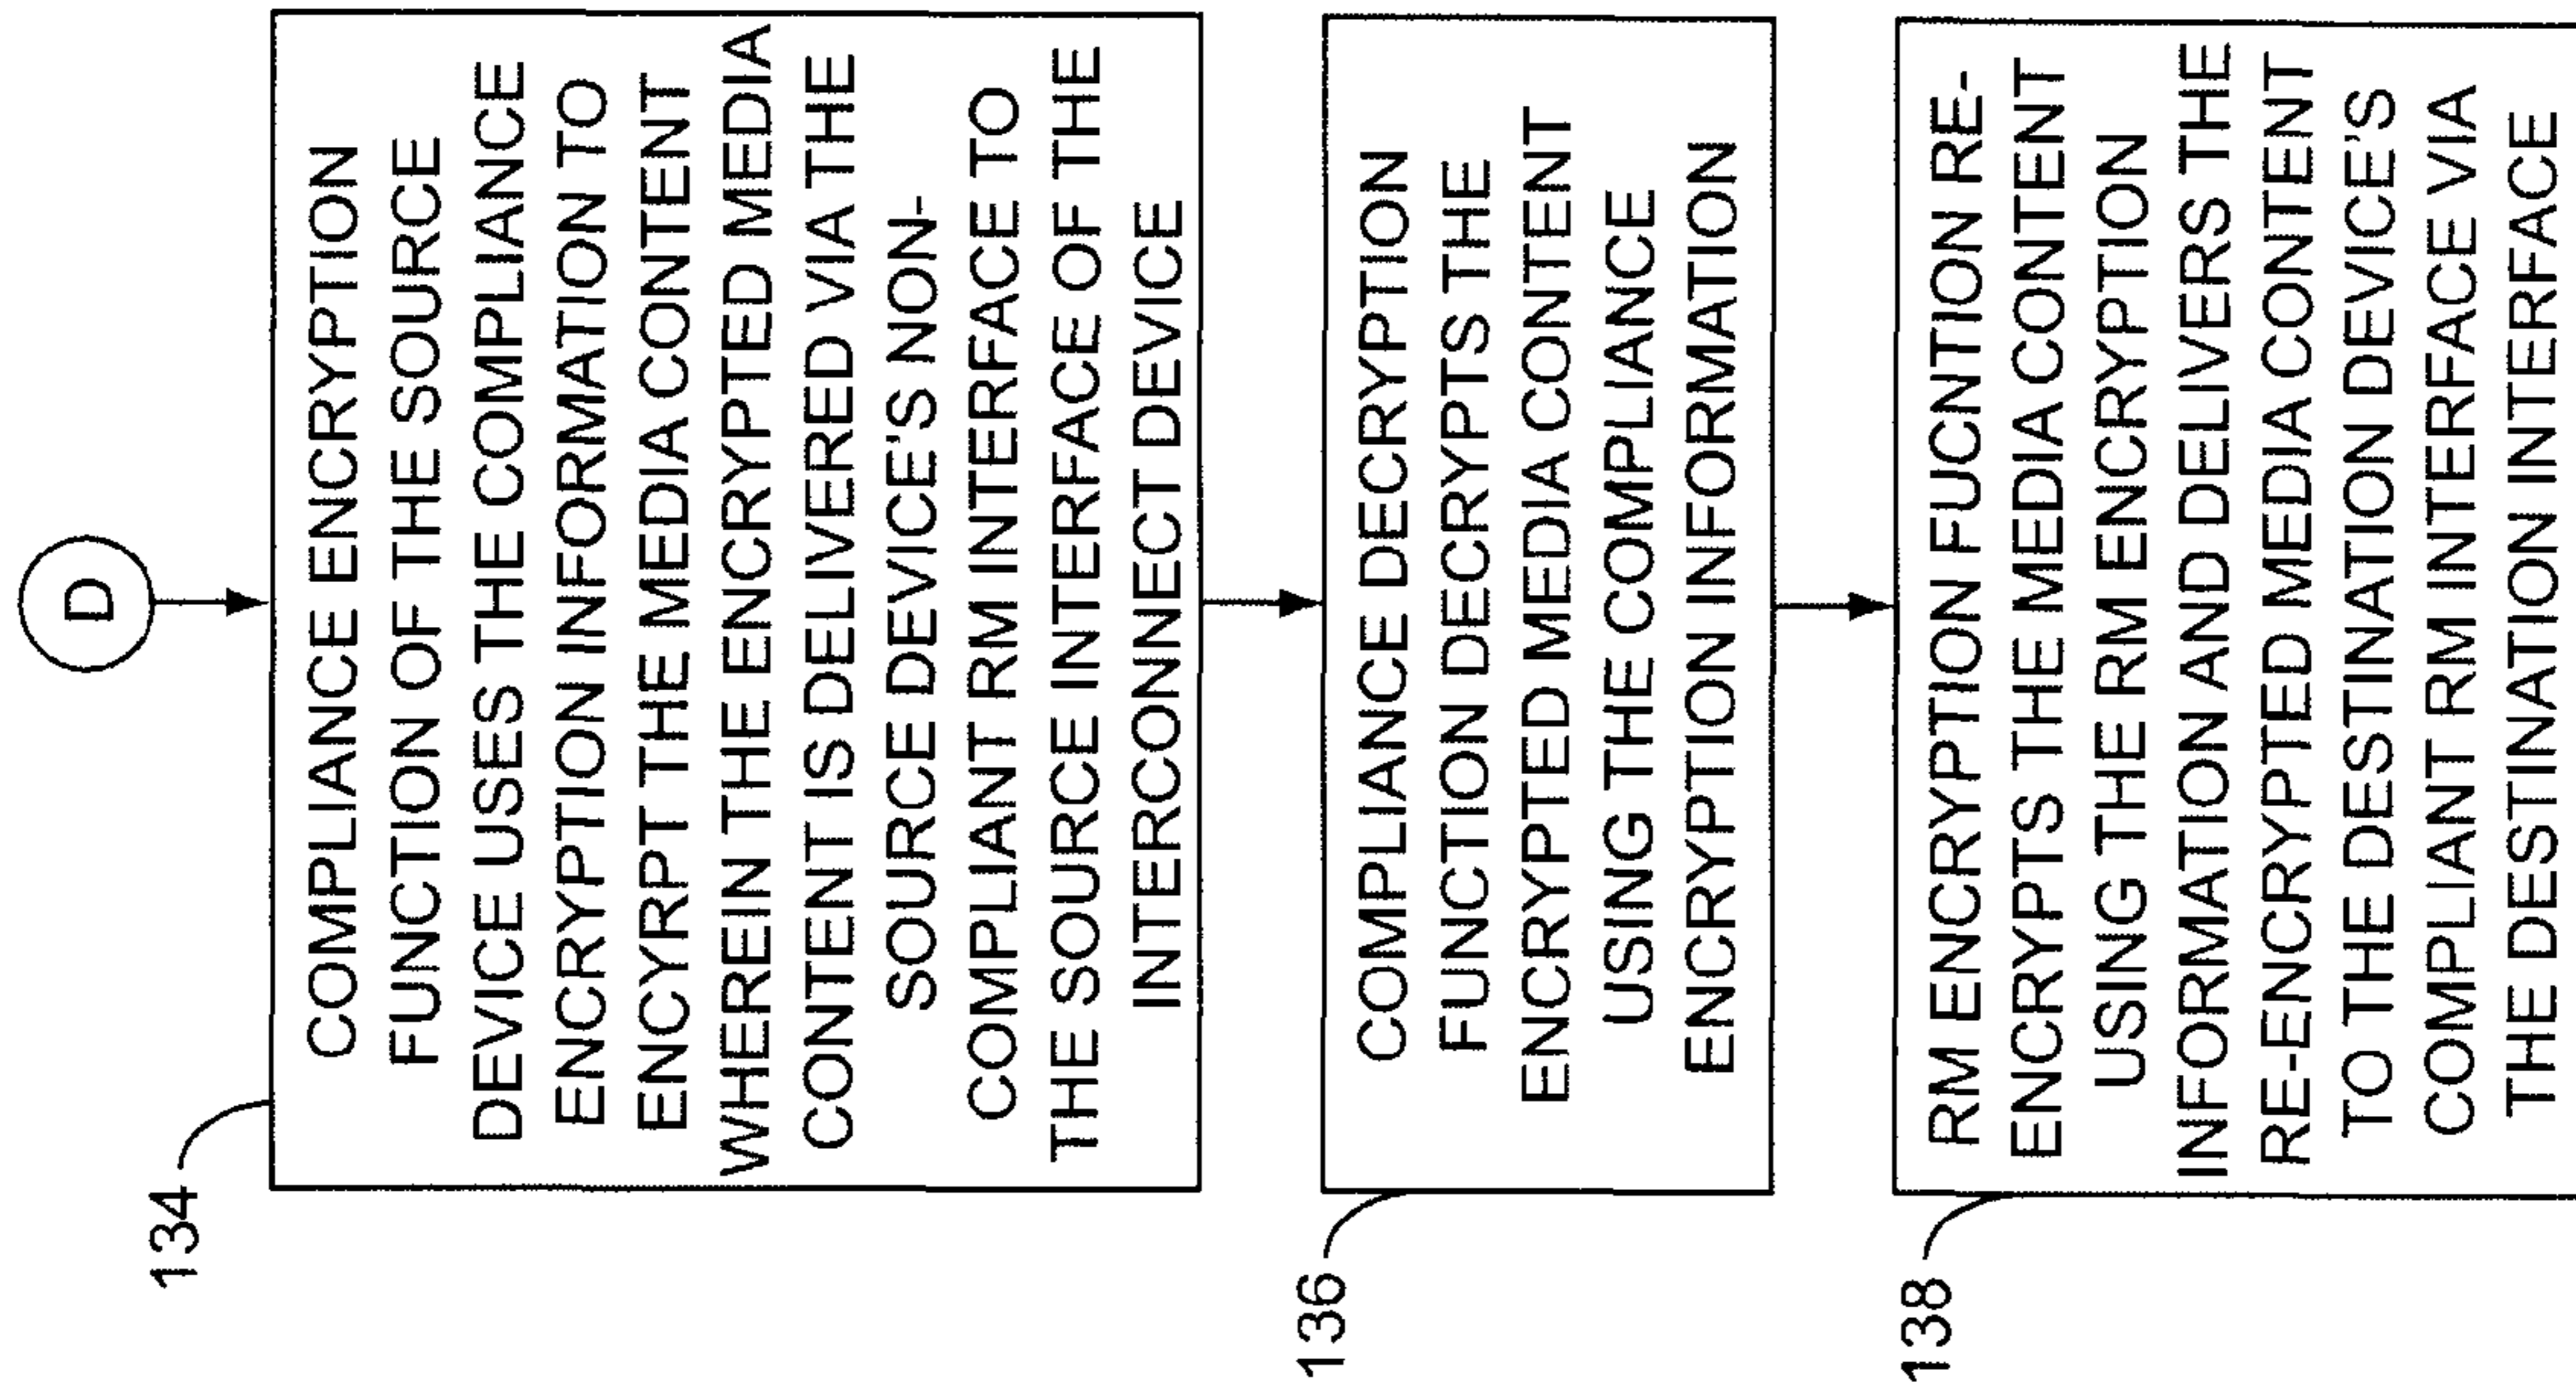 D
134
COMPLIANCE ENCRYPTION
FUNCTION OF THE SOURCE
DEVICE USES THE COMPLIANCE
ENCRYPTION INFORMATION TO
ENCYRPT THE MEDIA CONTENT
WHEREIN THE ENCRYPTED MEDIA
CONTENT IS DELIVERED VIA THE
SOURCE DEVICE'S NON-
COMPLIANT RM INTERFACE TO
THE SOURCE INTERFACE OF THE
INTERCONNECT DEVICE
136
COMPLIANCE DECRYPTION
FUNCTION DECRYPTS THE
ENCRYPTED MEDIA CONTENT
USING THE COMPLIANCE
ENCRYPTION INFORMATION
138
RM ENCRYPTION FUCNTION RE-
ENCRYPTS THE MEDIA CONTENT
USING THE RM ENCRYPTION
INFORMATION AND DELIVERS THE
RE-ENCRYPTED MEDIA CONTENT
TO THE DESTINATION DEVICE'S
COMPLIANT RM INTERFACE VIA
THE DESTINATION INTERFACE